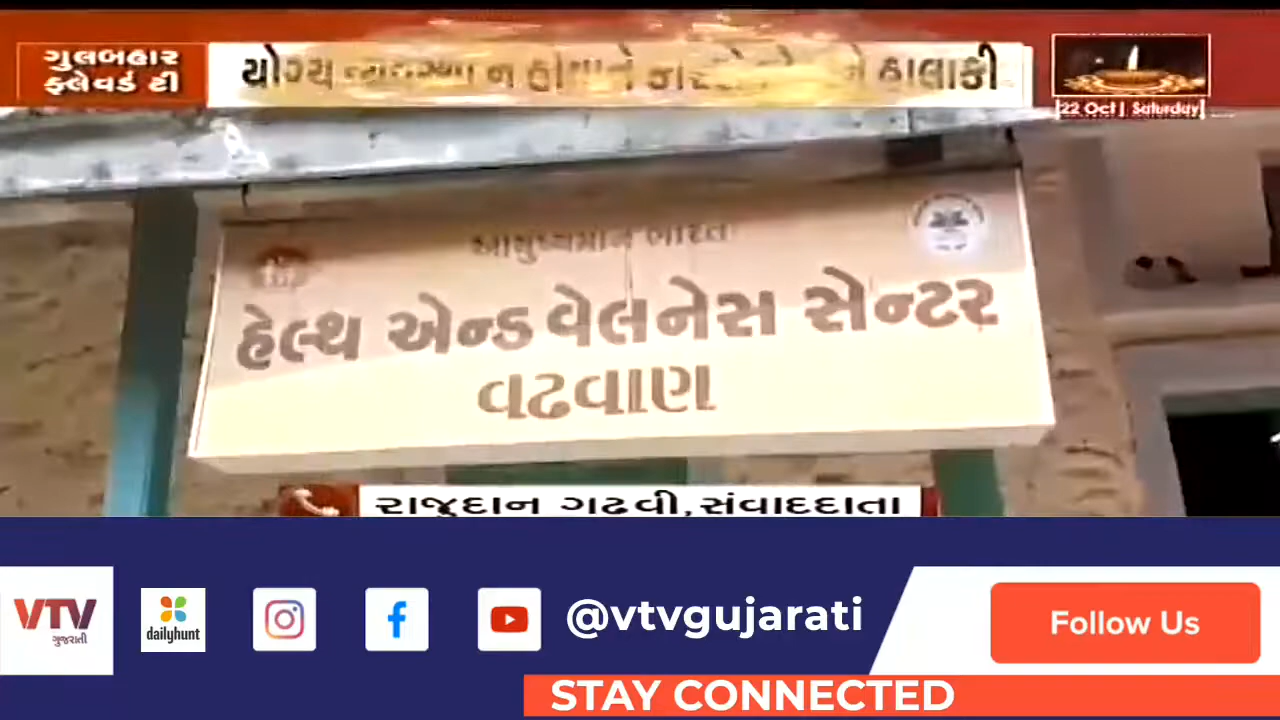 ગુલબહાર
ફ્લેવર્ડ ટી
યોગ્ય વ્યવસ્થા ન હોવાને હાલાકી
22 Oct | Saturday
આયુષ્યમાન ભારત
હેલ્થ એન્ડ વેલનેસ સેન્ટર
વઢવાણ
રાજુદાન ગઢવી,સંવાદદાતા
VTV
ગુજરાતી
dailyhunt
@vtvgujarati
Follow Us
STAY CONNECTED